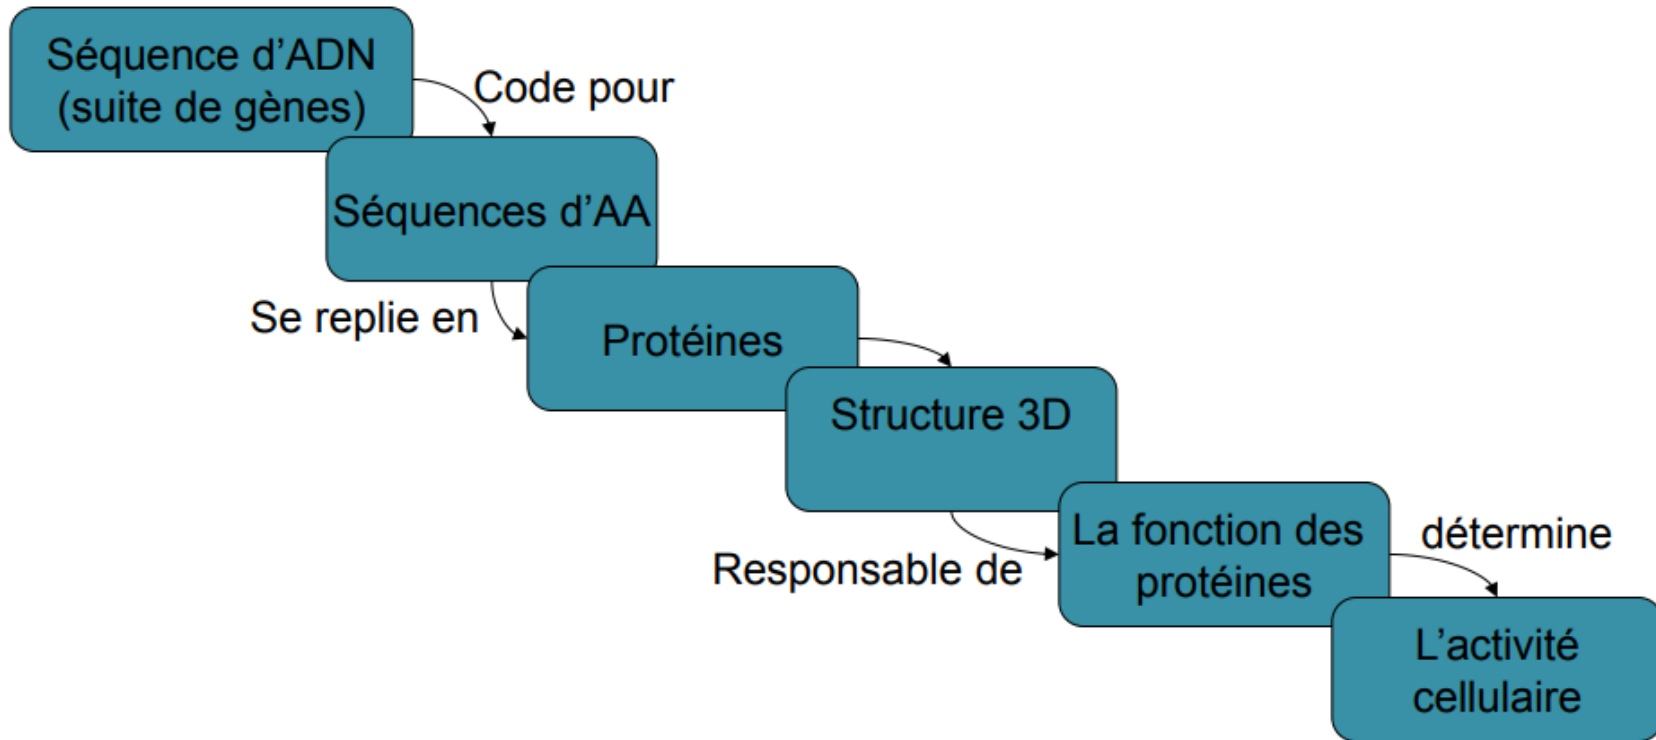 Séquence d’ADN
(suite de gènes)
Code pour
Séquences d’AA
Se replie en
Protéines
Structure 3D
Responsable de
La fonction des
protéines
détermine
L’activité
cellulaire